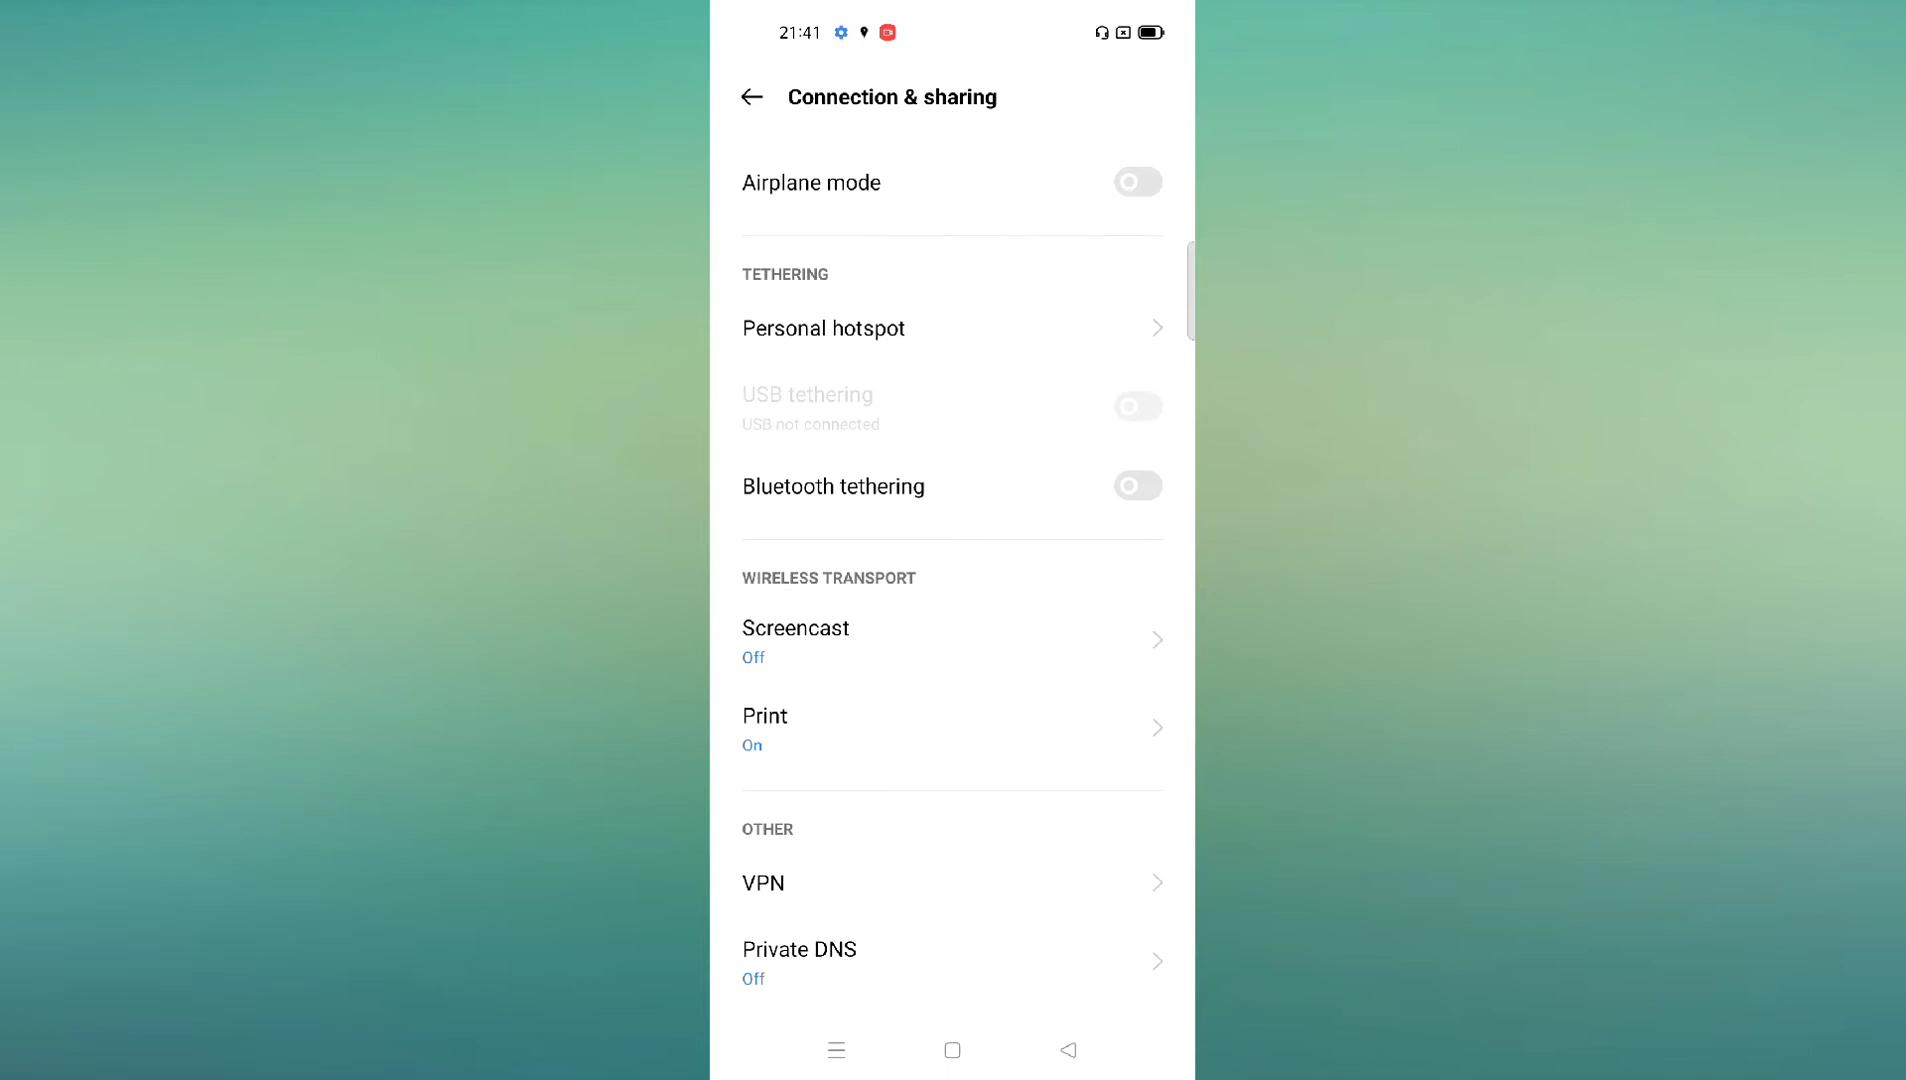 21:41
Connection & sharing
Airplane mode
TETHERING
Personal hotspot
USB tethering
USB not connected
Bluetooth tethering
WIRELESS TRANSPORT
Screencast
Off
Print
On
OTHER
VPN
Private DNS
Off